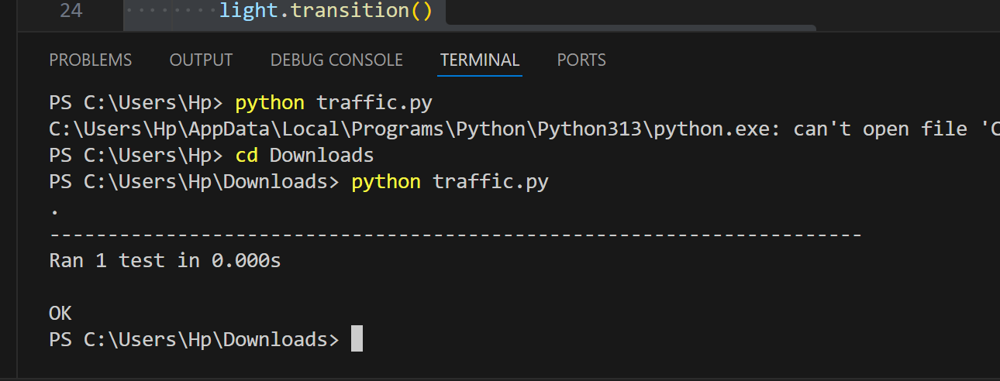 24 light.transition()
PROBLEMS OUTPUT DEBUG CONSOLE TERMINAL PORTS
PS C:\Users\Hp> python traffic.py
C:\Users\Hp\AppData\Local\Programs\Python\Python313\python.exe: can't open file '
PS C:\Users\Hp> cd Downloads
PS C:\Users\Hp\Downloads> python traffic.py
.
----------------------------------------------------------------------
Ran 1 test in 0.000s
OK
PS C:\Users\Hp\Downloads>